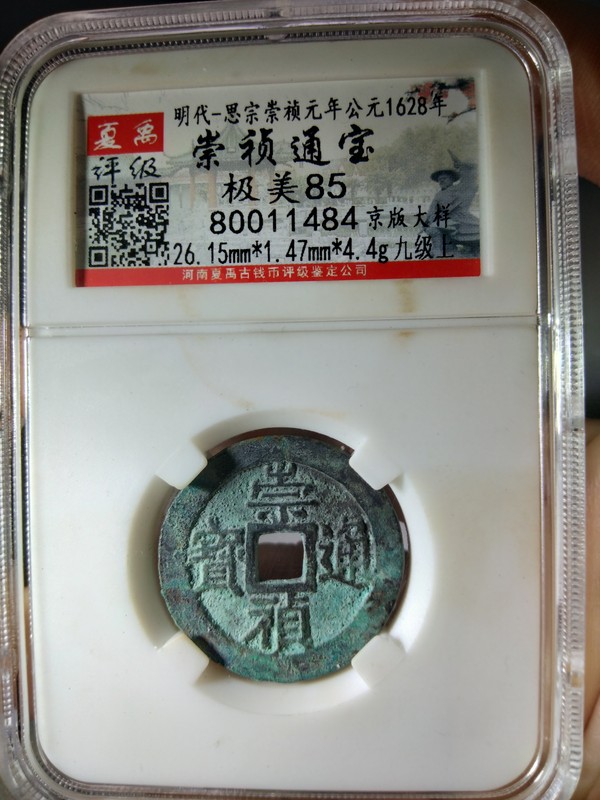 明代-思宗崇祯元年公元1628年
夏禹
评级
崇祯通宝
极美85
80011484 京版大样
26.15mm*1.47mm*4.4g 九级上
河南夏禹古钱币评级鉴定公司
崇
寶 通
禎